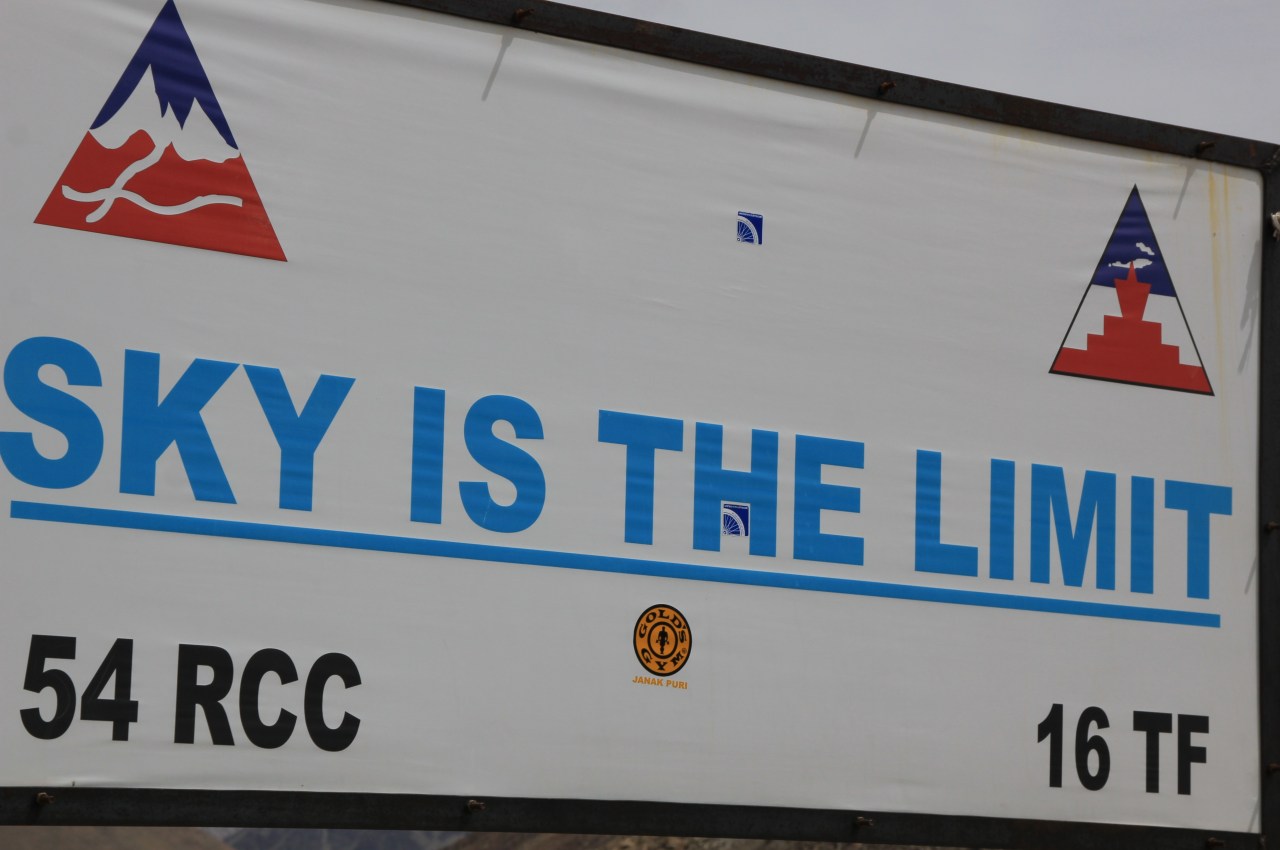 SKY IS THE LIMIT
GOLD'S GYM
JANAK PURI
54 RCC
16 TF